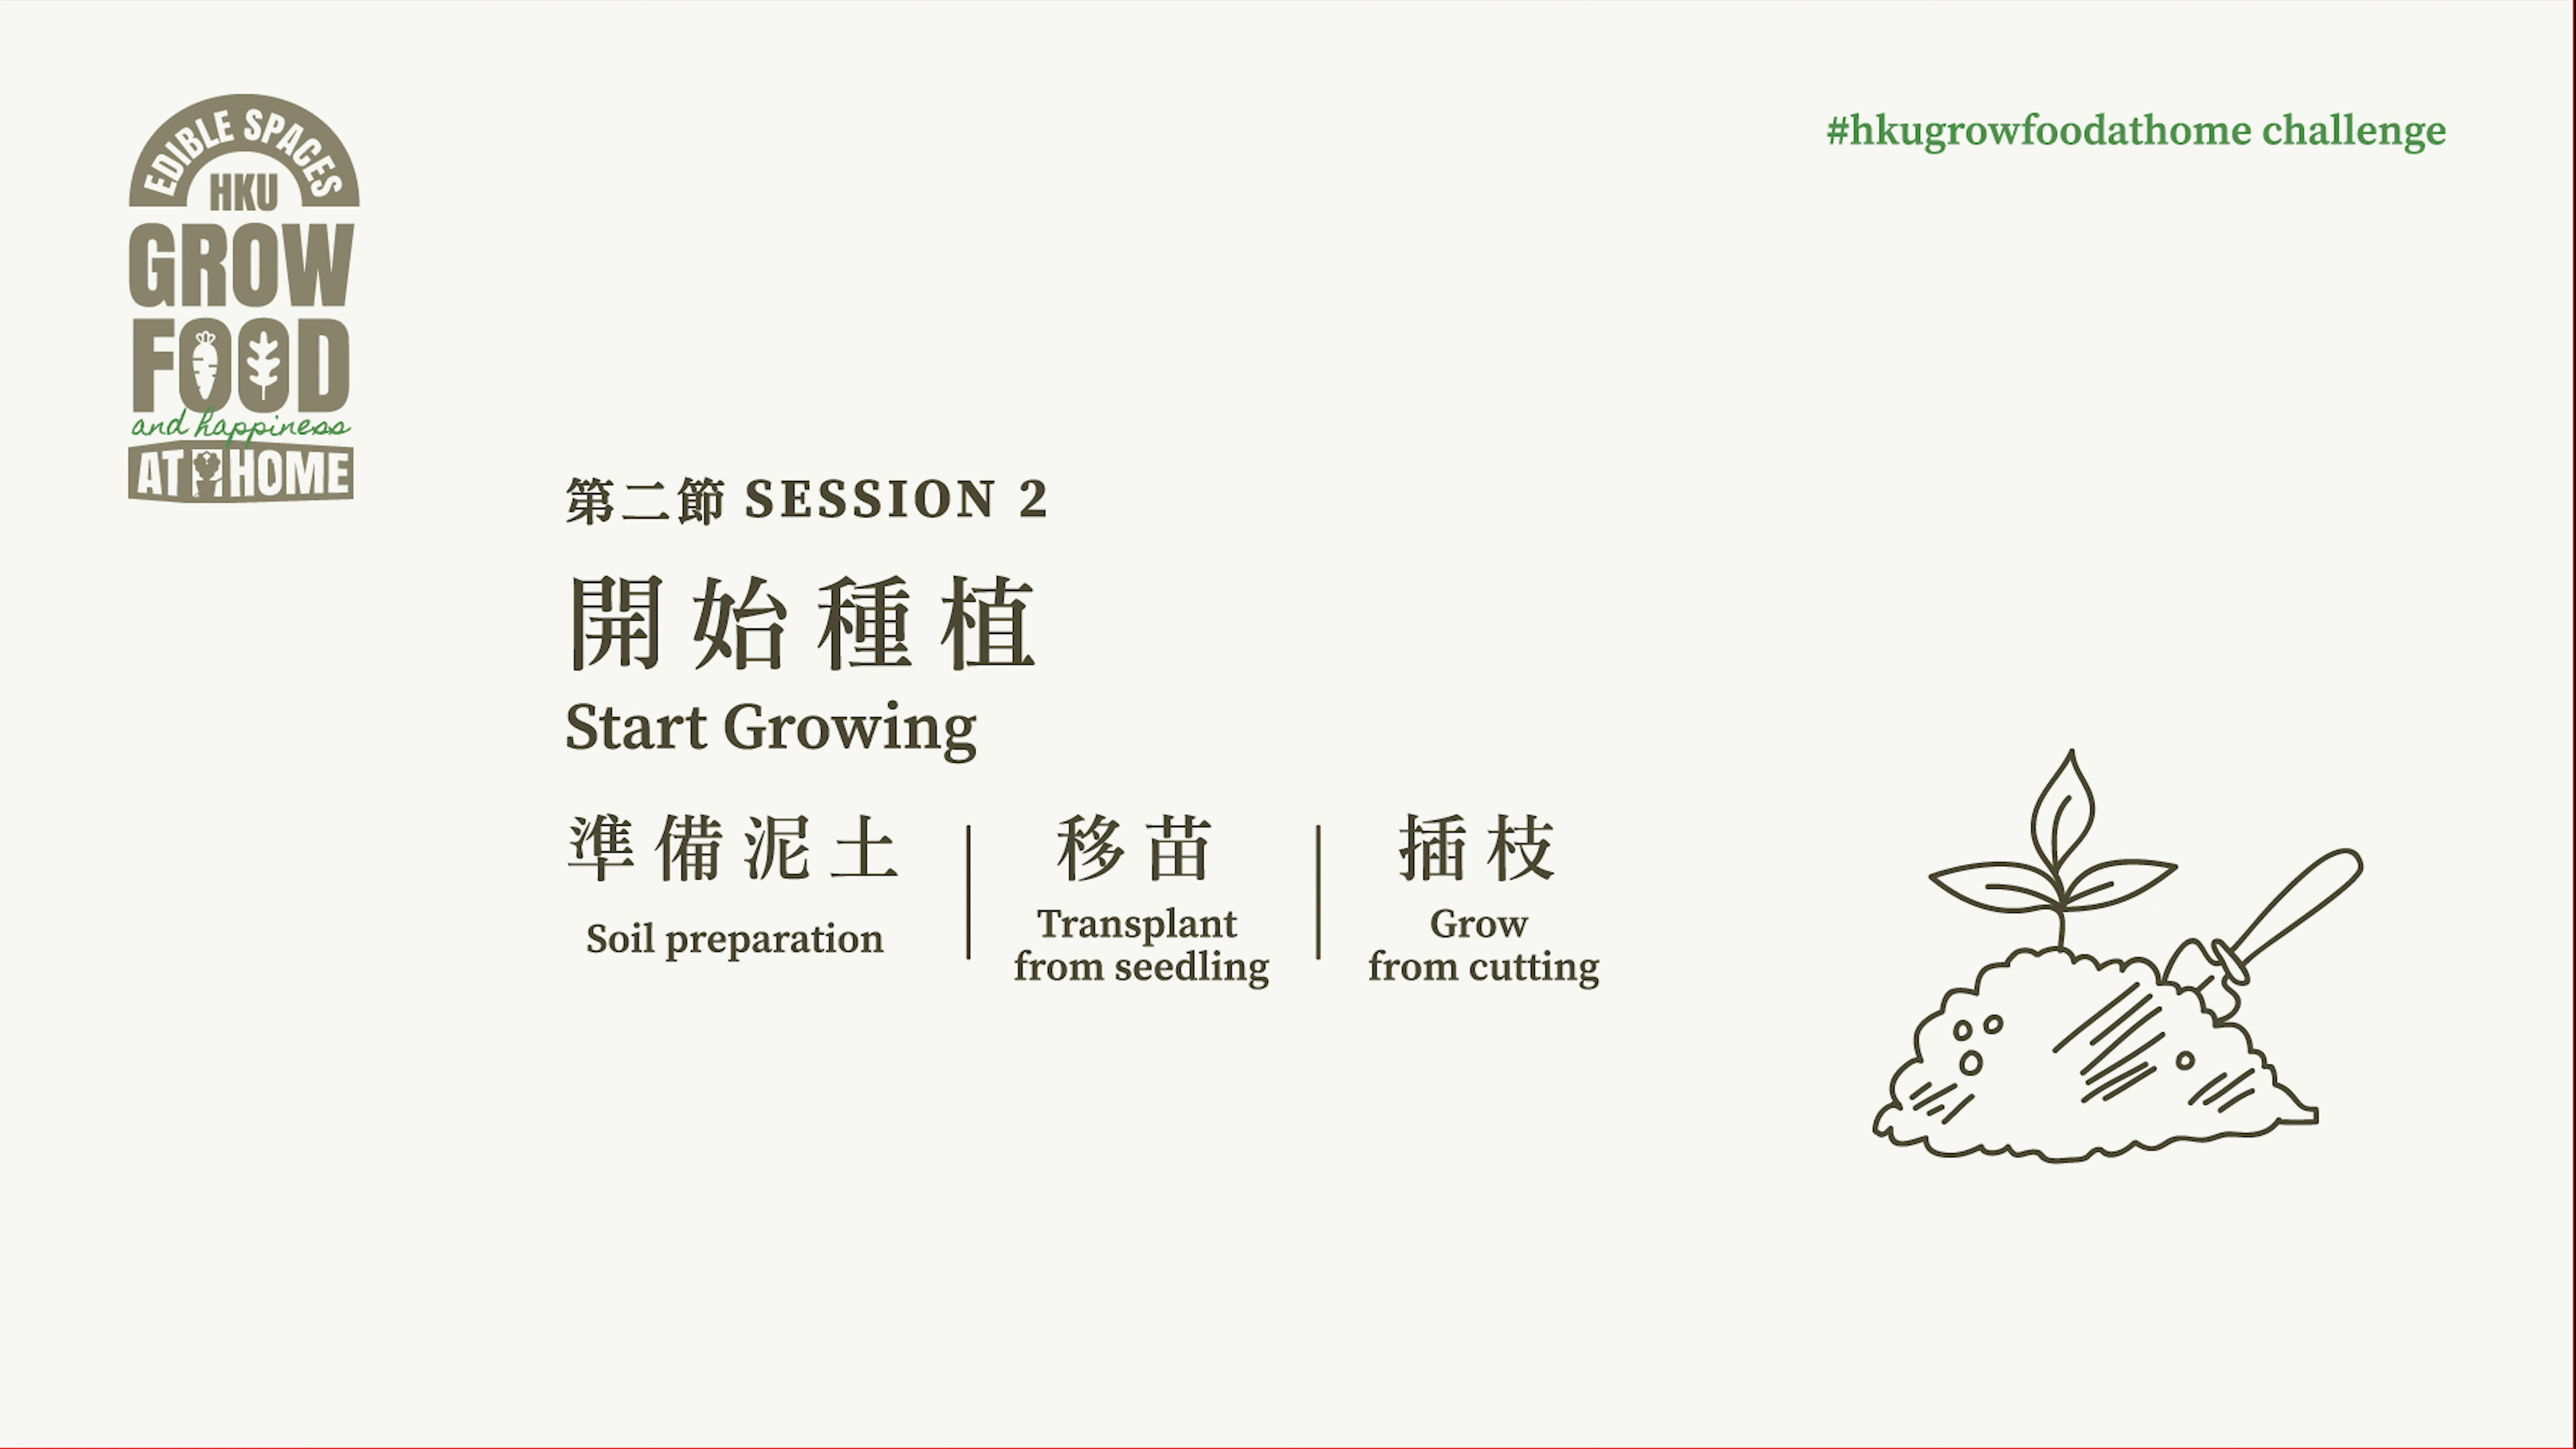 EDIBLE SPACES
HKU
GROW
FOOD
and happiness
AT HOME
#hkugrowfoodathome challenge
第二節 SESSION 2
開始種植
Start Growing
準備泥土
Soil preparation
移苗
Transplant
from seedling
插枝
Grow
from cutting